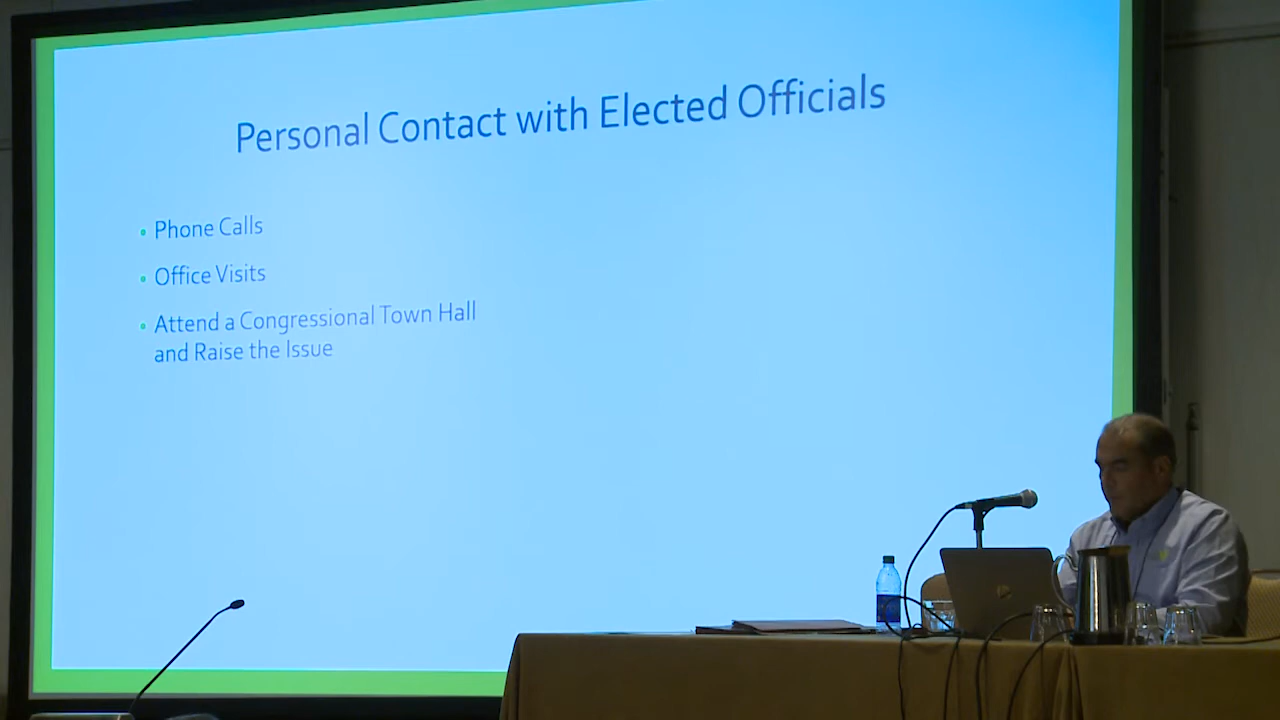 Personal Contact with Elected Officials
• Phone Calls
• Office Visits
• Attend a Congressional Town Hall
and Raise the Issue